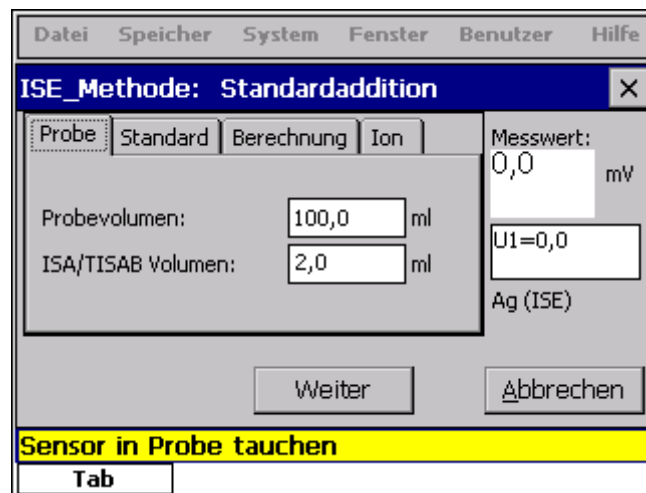 Datei Speicher System Fenster Benutzer Hilfe
ISE_Methode: Standardaddition
Probe Standard Berechnung Ion
Messwert:
0,0 mV
Probevolumen: 100,0 ml
U1=0,0
ISA/TISAB Volumen: 2,0 ml
Ag (ISE)
Weiter Abbrechen
Sensor in Probe tauchen
Tab